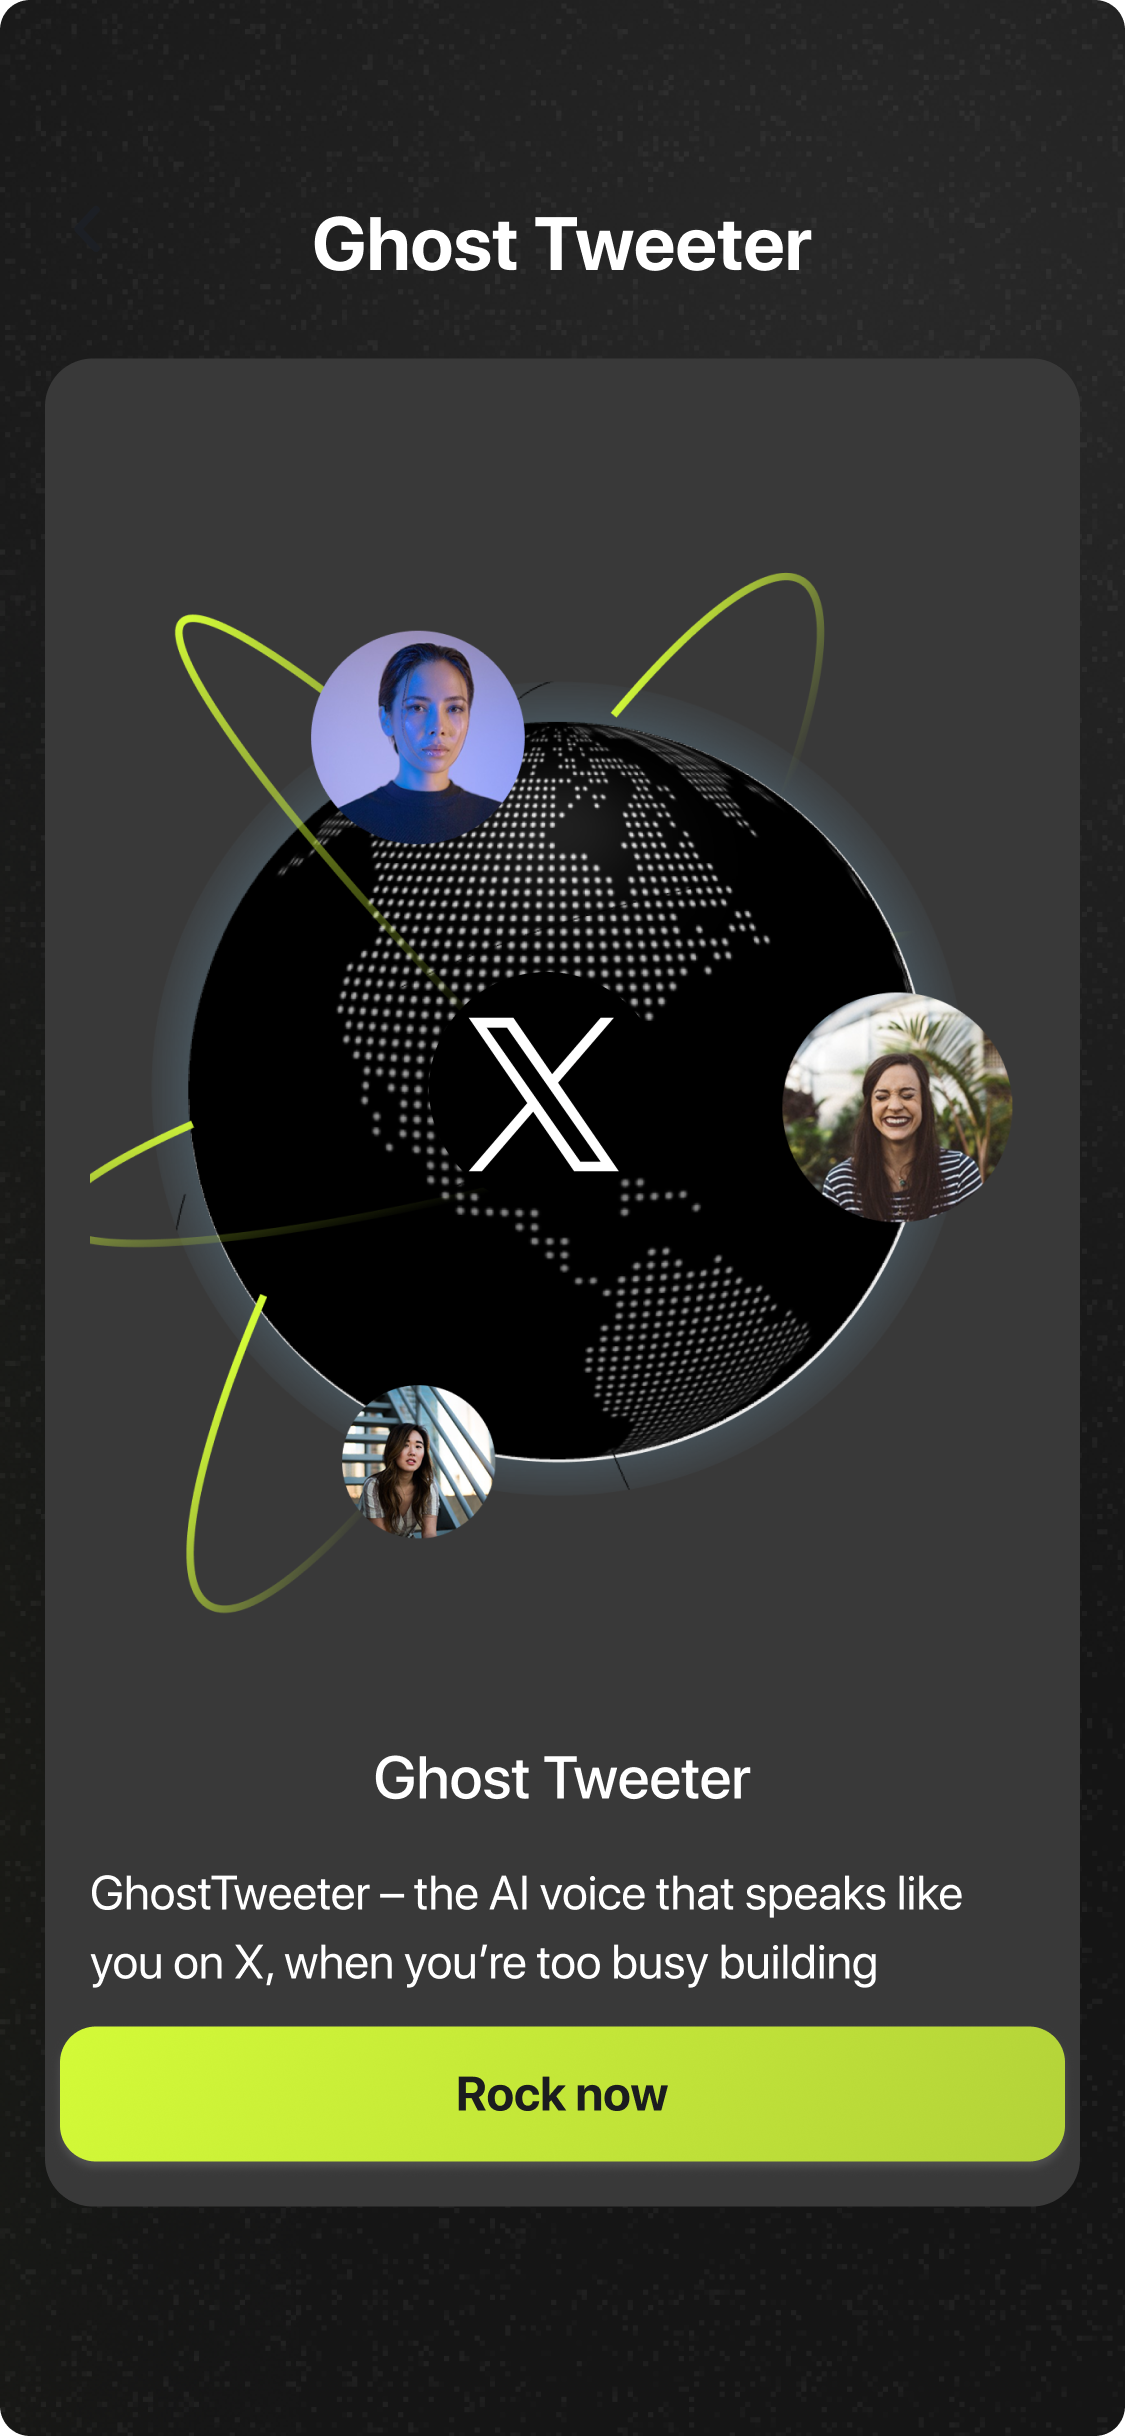 Ghost Tweeter
Ghost Tweeter
GhostTweeter – the AI voice that speaks like
you on X, when you’re too busy building
Rock now